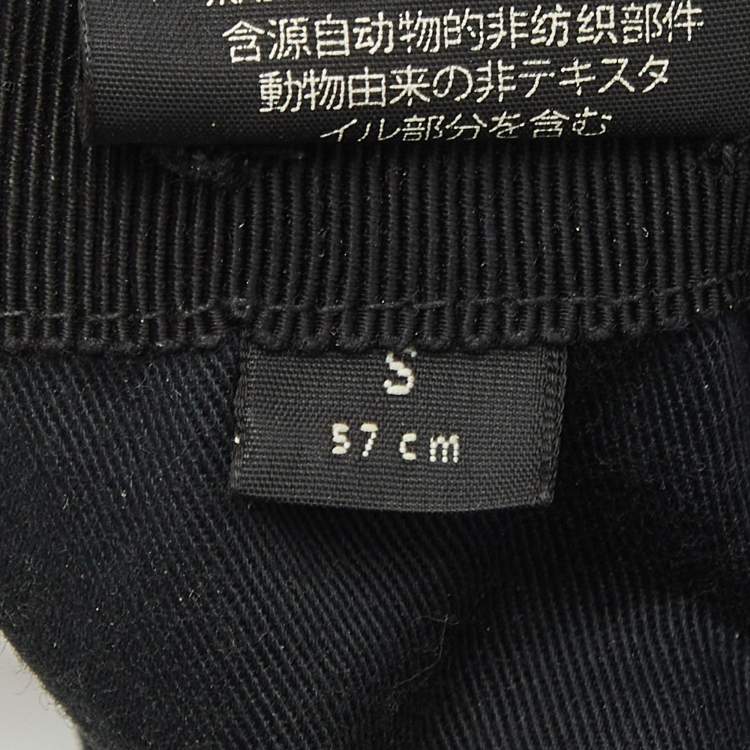 含源自动物的非纺织部件
動物由来の非テキスタ
イル部分を含む
S
57 cm